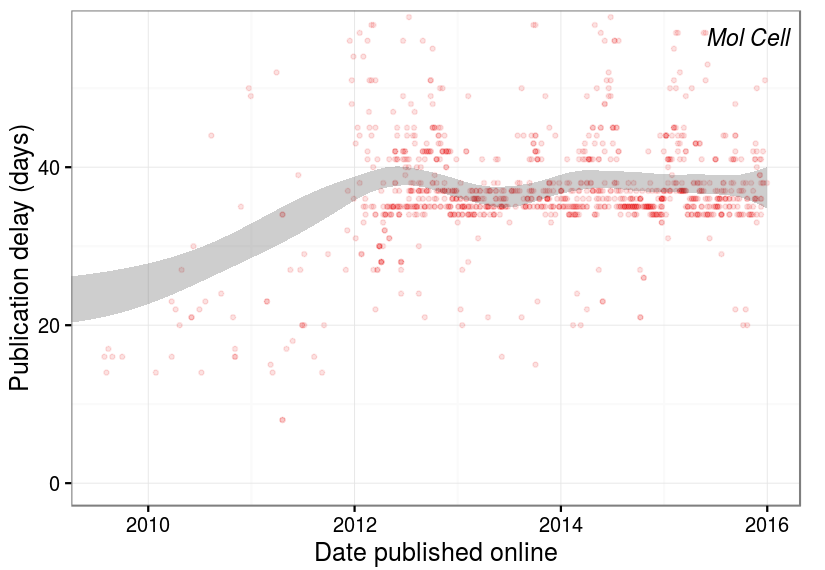 Mol Cell
Publication delay (days)
40
20
0
2010 2012 2014 2016
Date published online